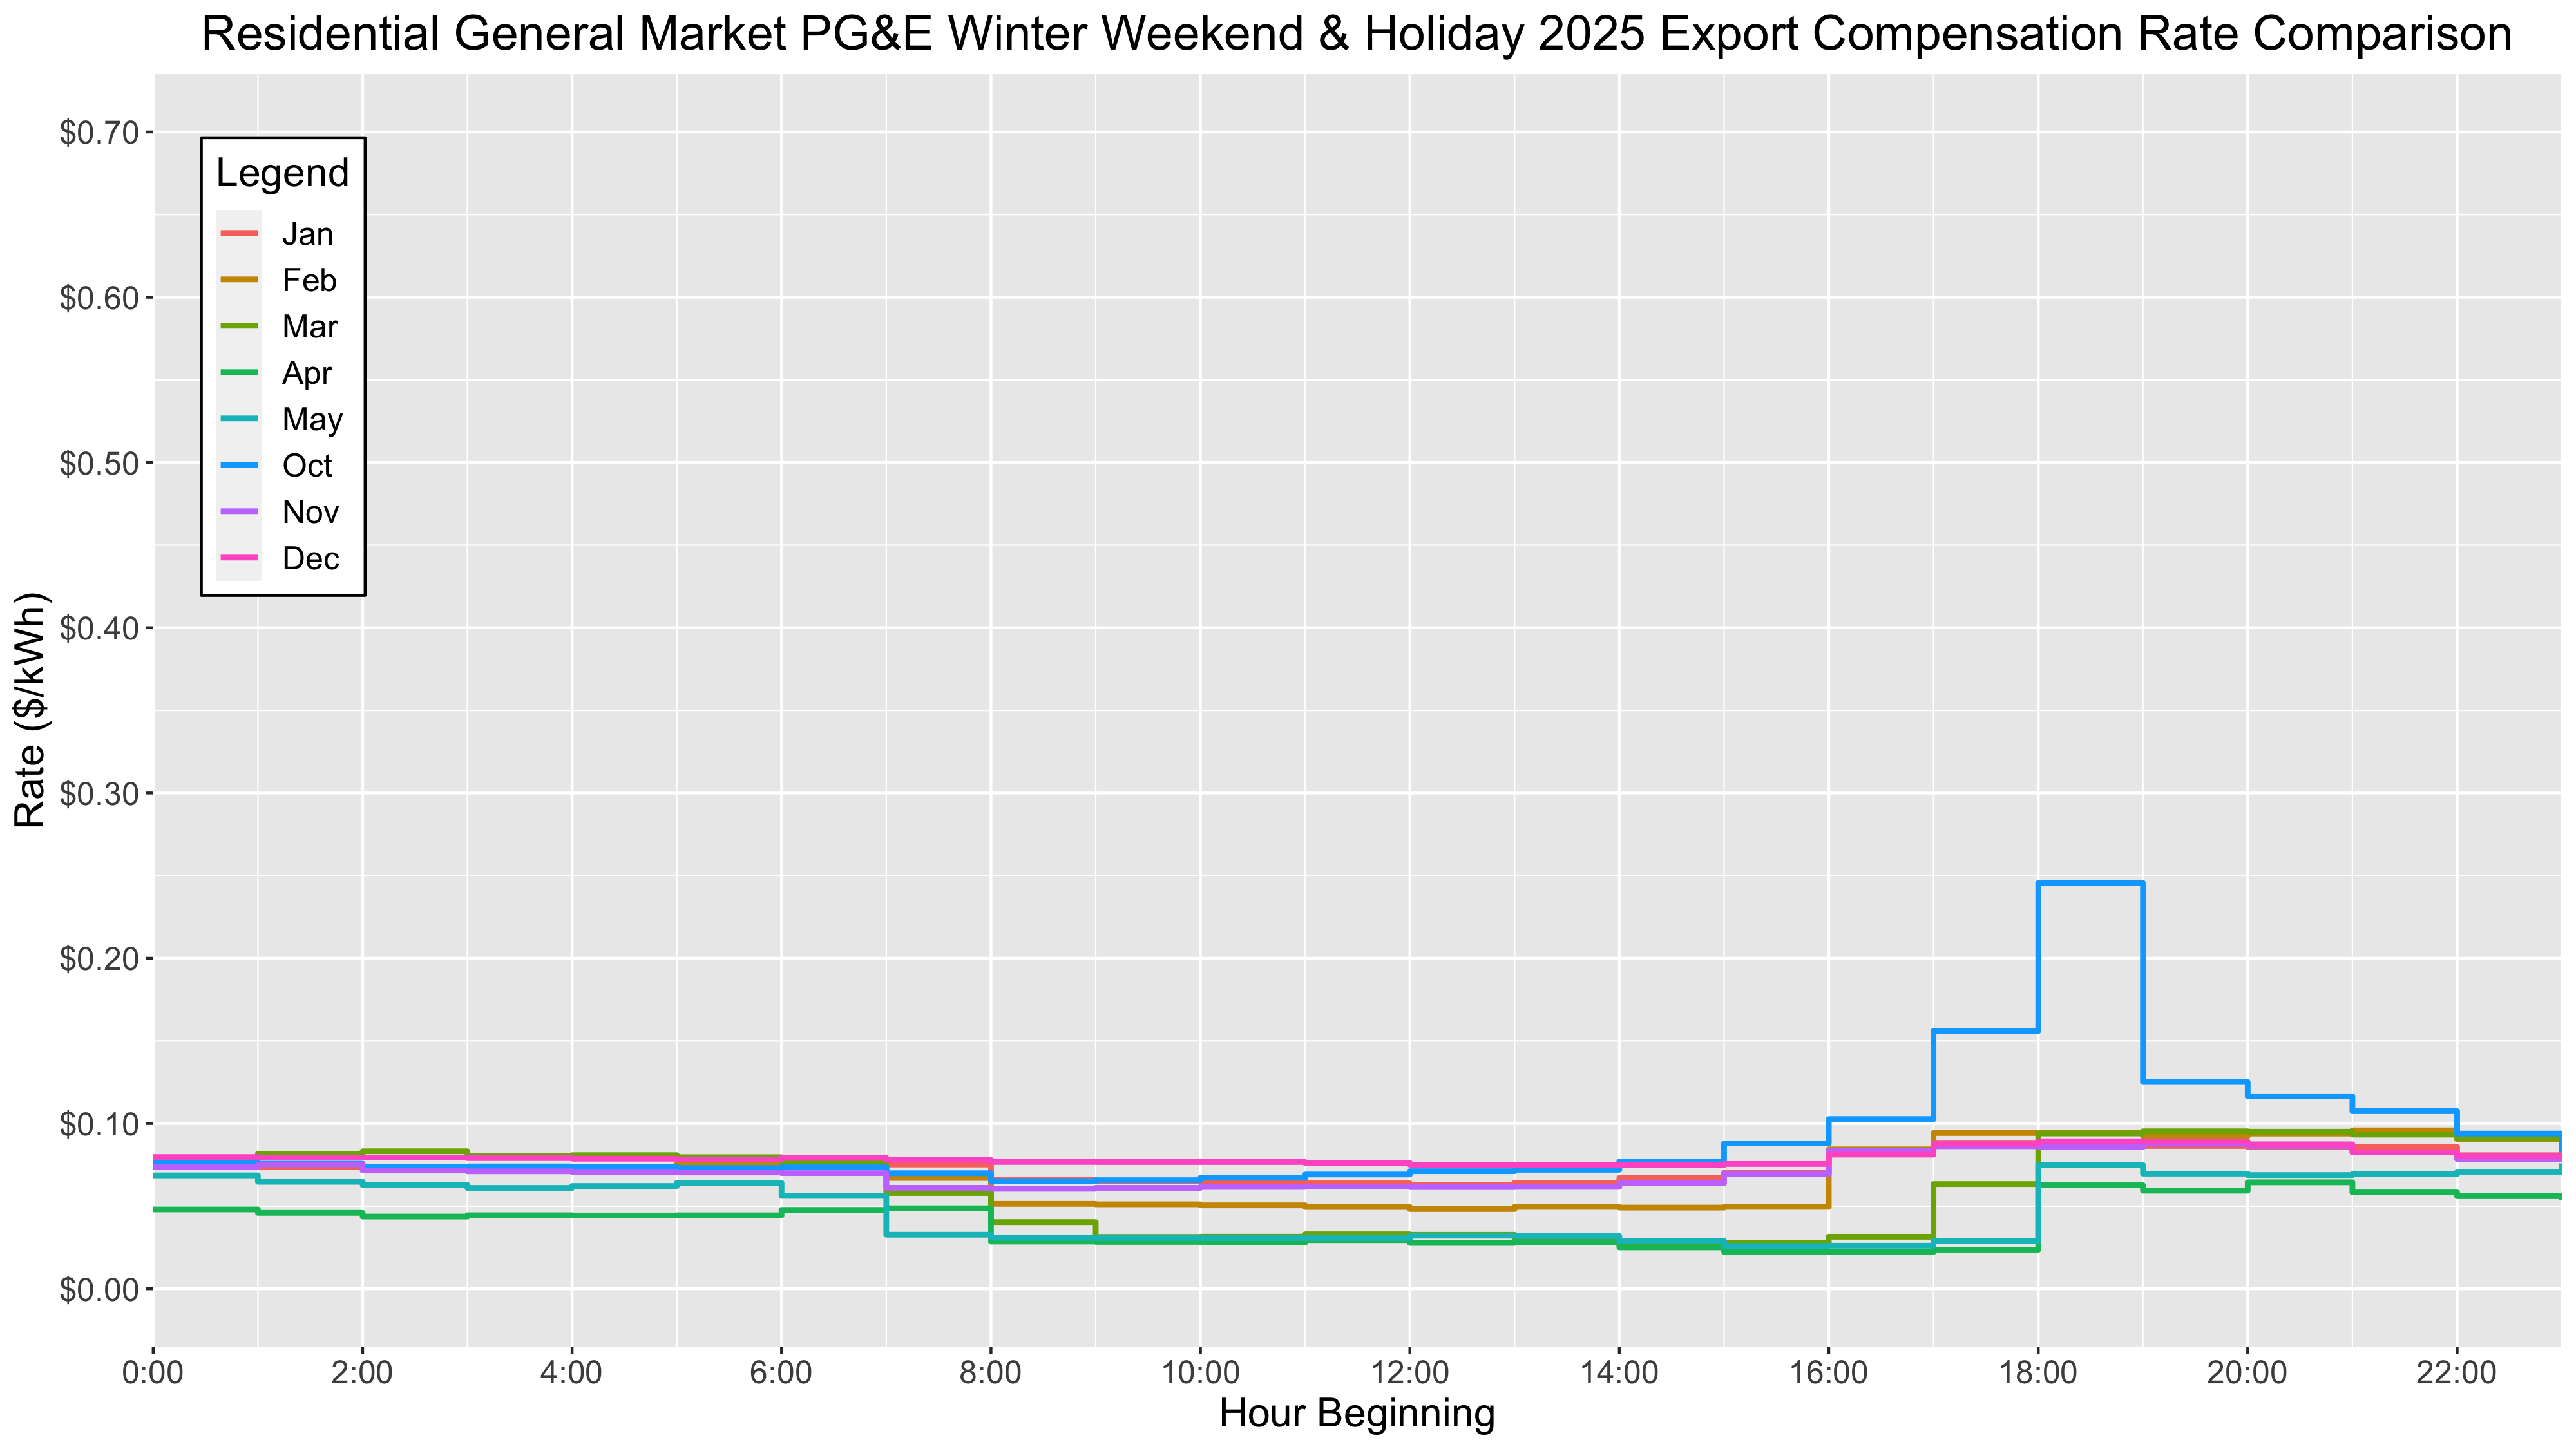 Residential General Market PG&E Winter Weekend & Holiday 2025 Export Compensation Rate Comparison
$0.70
Legend
Jan
Feb
Mar
Apr
May
Oct
Nov
Dec
$0.60
$0.50
$0.40
$0.30
$0.20
$0.10
$0.00
Rate ($/kWh)
0:00 2:00 4:00 6:00 8:00 10:00 12:00 14:00 16:00 18:00 20:00 22:00
Hour Beginning